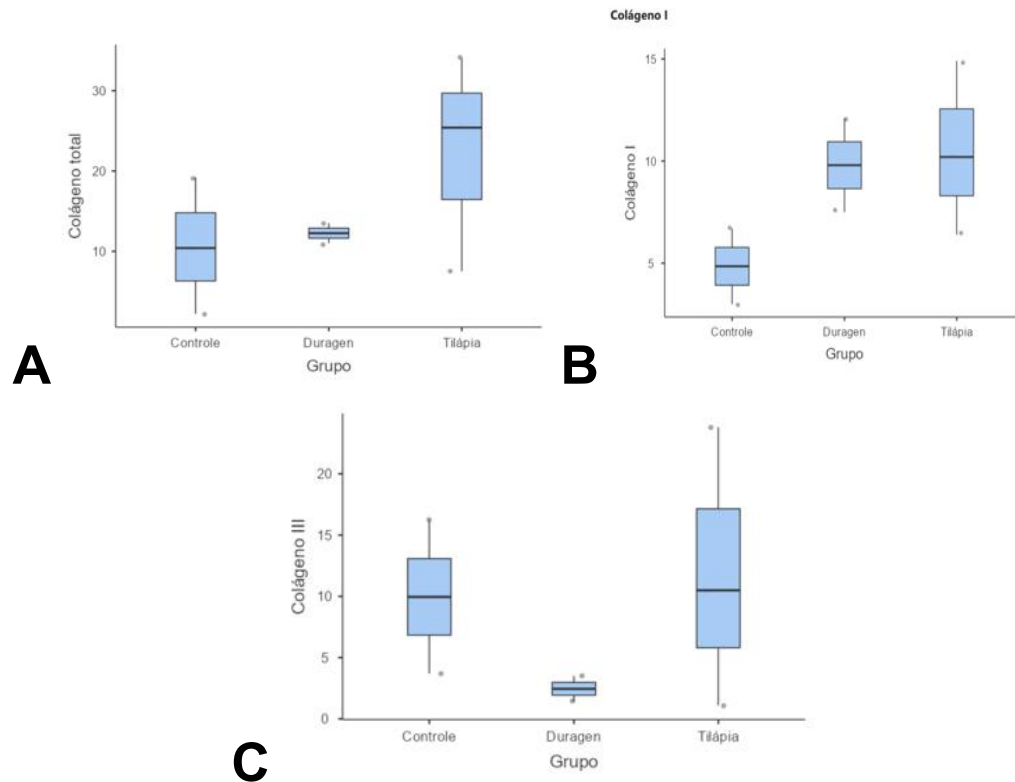 Colágeno total
30
20
10
Controle Duragen Tilápia
Grupo
A
Colágeno I
Colágeno I
15
10
5
Controle Duragen Tilápia
Grupo
B
Colágeno III
20
15
10
5
0
Controle Duragen Tilápia
Grupo
C